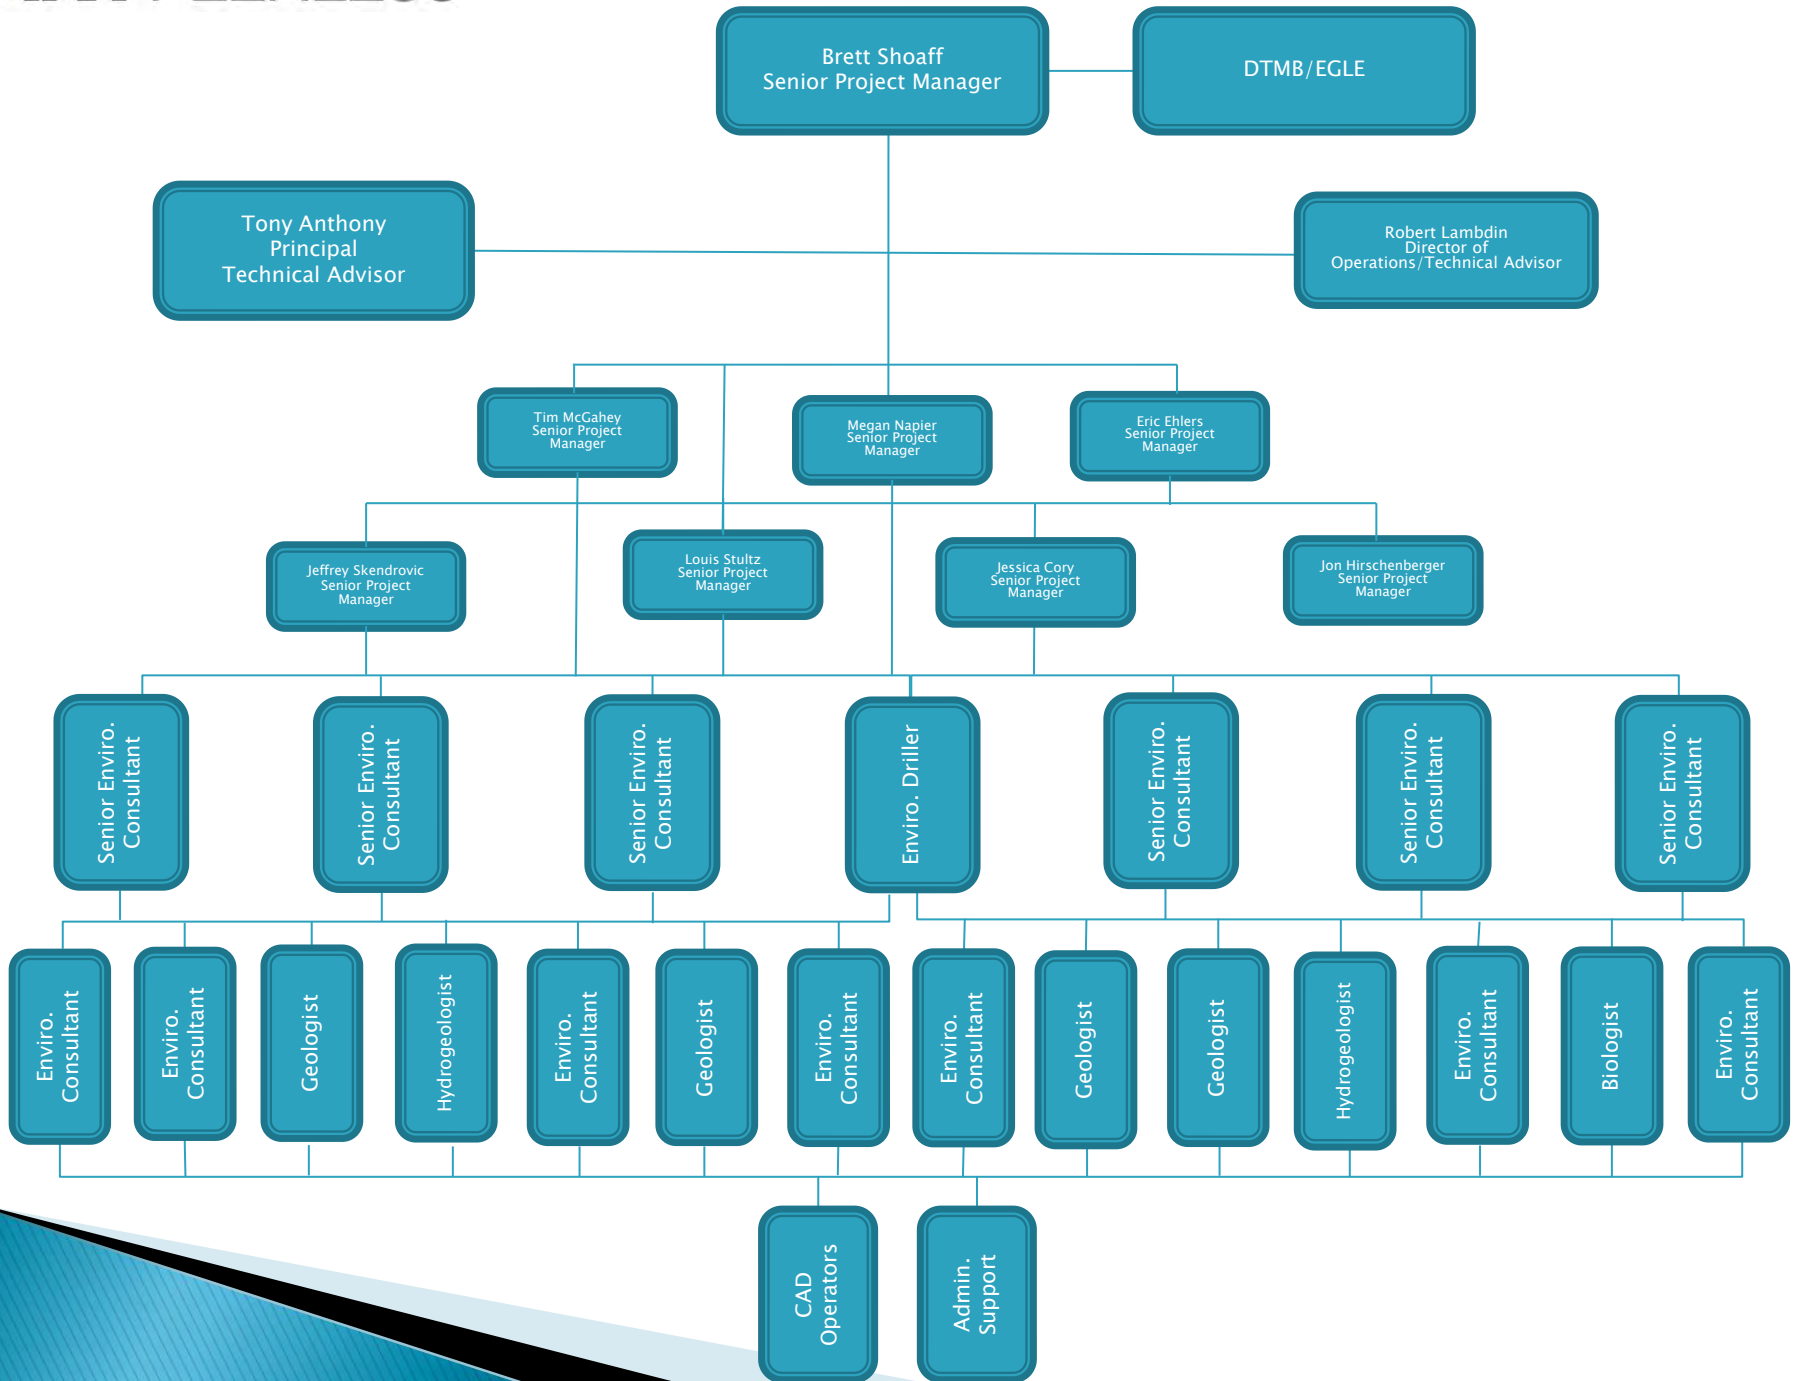 Brett Shoaff
Senior Project Manager
DTMB/EGLE
Tony Anthony
Principal
Technical Advisor
Robert Lambdin
Director of
Operations/Technical Advisor
Tim McGahey
Senior Project
Manager
Megan Napier
Senior Project
Manager
Eric Ehlers
Senior Project
Manager
Jeffrey Skendrovic
Senior Project
Manager
Louis Stultz
Senior Project
Manager
Jessica Cory
Senior Project
Manager
Jon Hirschenberger
Senior Project
Manager
Senior Enviro.
Consultant
Senior Enviro.
Consultant
Senior Enviro.
Consultant
Enviro. Driller
Senior Enviro.
Consultant
Senior Enviro.
Consultant
Senior Enviro.
Consultant
Enviro.
Consultant
Enviro.
Consultant
Geologist
Hydrogeologist
Enviro.
Consultant
Geologist
Enviro.
Consultant
Enviro.
Consultant
Geologist
Geologist
Hydrogeologist
Enviro.
Consultant
Biologist
Enviro.
Consultant
CAD
Operators
Admin.
Support